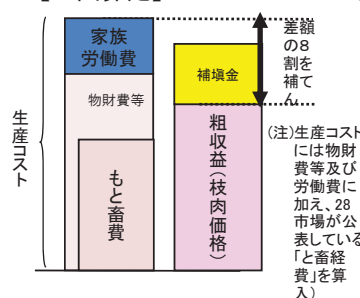 家族
労働費
物財費等
もと畜費
生産コスト
補塡金
粗収益(枝肉価格)
差額
の8
割を
補て
ん
(注)生産コスト
には物財
費等及び
労働費に
加え、28
市場が公
表している
「と畜経
費」を算
入)